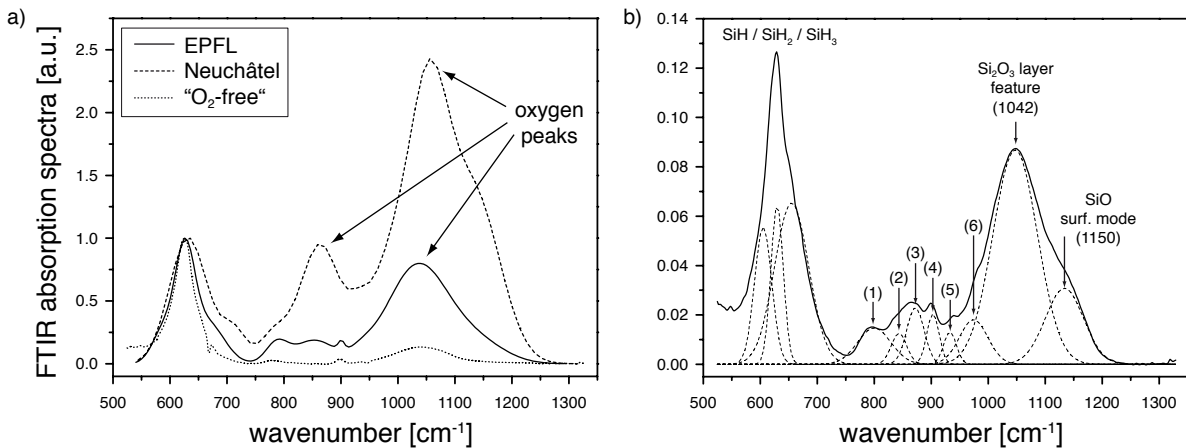 a)
FTIR absorption spectra [a.u.]
2.5
2.0
1.5
1.0
0.5
0.0
EPFL
Neuchâtel
“O₂-free“
oxygen
peaks
500 600 700 800 900 1000 1100 1200 1300
wavenumber [cm⁻¹]
b)
0.14
0.12
0.10
0.08
0.06
0.04
0.02
0.00
SiH / SiH₂ / SiH₃
Si₂O₃ layer
feature
(1042)
SiO
surf. mode
(1150)
(1)
(2)
(3)
(4)
(5)
(6)
500 600 700 800 900 1000 1100 1200 1300
wavenumber [cm⁻¹]